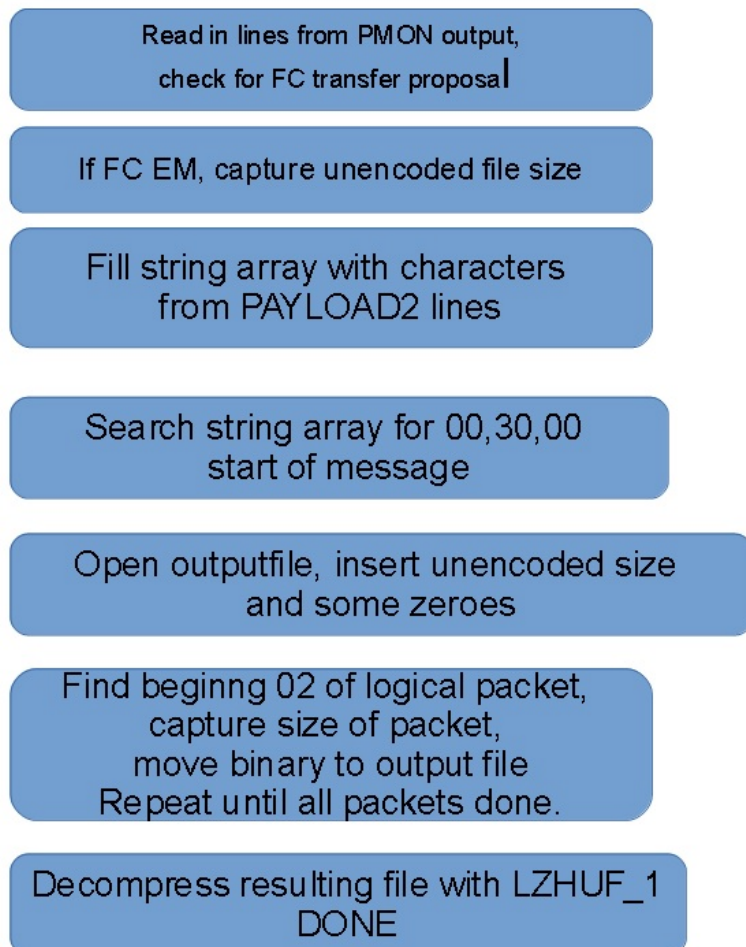 Read in lines from PMON output,
check for FC transfer proposal
If FC EM, capture unencoded file size
Fill string array with characters
from PAYLOAD2 lines
Search string array for 00,30,00
start of message
Open outputfile, insert unencoded size
and some zeroes
Find beginng 02 of logical packet,
capture size of packet,
move binary to output file
Repeat until all packets done.
Decompress resulting file with LZHUF_1
DONE